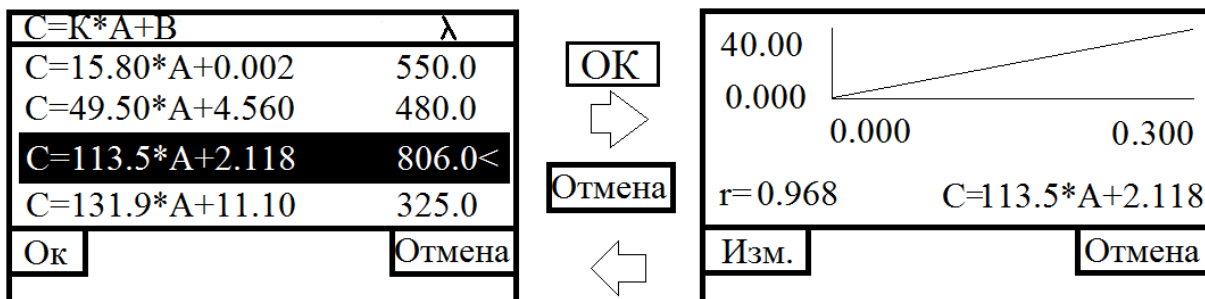 C=K*A+B λ
C=15.80*A+0.002 550.0
C=49.50*A+4.560 480.0
C=113.5*A+2.118 806.0<
C=131.9*A+11.10 325.0
Ок Отмена
ОК
Отмена
40.00
0.000
0.000 0.300
r=0.968 C=113.5*A+2.118
Изм. Отмена